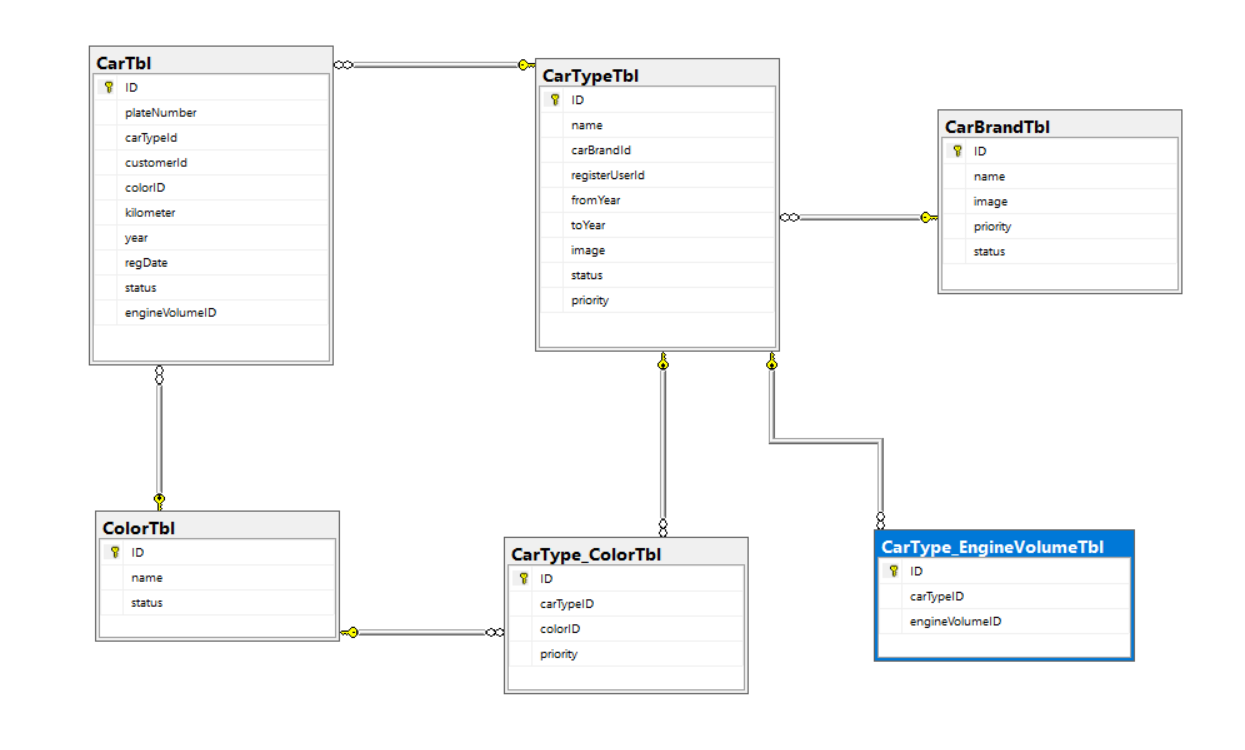 CarTbl
ID
plateNumber
carTypeId
customerId
colorID
kilometer
year
regDate
status
engineVolumeID
CarTypeTbl
ID
name
carBrandId
registerUserId
fromYear
toYear
image
status
priority
CarBrandTbl
ID
name
image
priority
status
ColorTbl
ID
name
status
CarType_ColorTbl
ID
carTypeID
colorID
priority
CarType_EngineVolumeTbl
ID
carTypeID
engineVolumeID